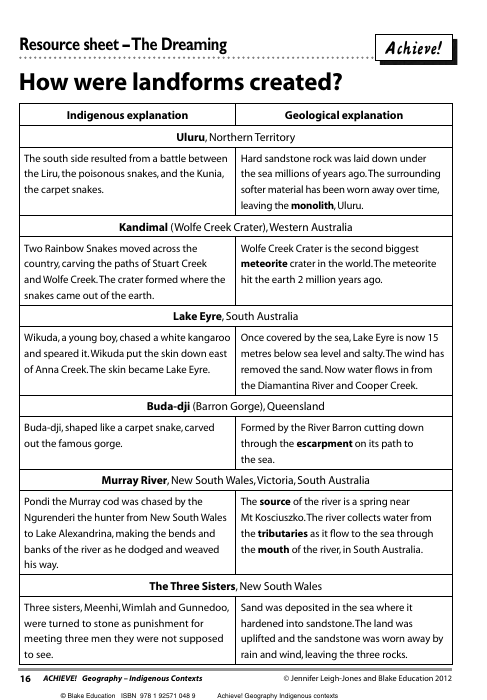 Resource sheet – The Dreaming
Achieve!
How were landforms created?
Indigenous explanation
Geological explanation
Uluru, Northern Territory
The south side resulted from a battle between
the Liru, the poisonous snakes, and the Kunia,
the carpet snakes.
Hard sandstone rock was laid down under
the sea millions of years ago. The surrounding
softer material has been worn away over time,
leaving the monolith, Uluru.
Kandimal (Wolfe Creek Crater), Western Australia
Two Rainbow Snakes moved across the
country, carving the paths of Stuart Creek
and Wolfe Creek. The crater formed where the
snakes came out of the earth.
Wolfe Creek Crater is the second biggest
meteorite crater in the world. The meteorite
hit the earth 2 million years ago.
Lake Eyre, South Australia
Wikuda, a young boy, chased a white kangaroo
and speared it. Wikuda put the skin down east
of Anna Creek. The skin became Lake Eyre.
Once covered by the sea, Lake Eyre is now 15
metres below sea level and salty. The wind has
removed the sand. Now water flows in from
the Diamantina River and Cooper Creek.
Buda-dji (Barron Gorge), Queensland
Buda-dji, shaped like a carpet snake, carved
out the famous gorge.
Formed by the River Barron cutting down
through the escarpment on its path to
the sea.
Murray River, New South Wales, Victoria, South Australia
Pondi the Murray cod was chased by the
Ngurenderi the hunter from New South Wales
to Lake Alexandrina, making the bends and
banks of the river as he dodged and weaved
his way.
The source of the river is a spring near
Mt Kosciuszko. The river collects water from
the tributaries as it flow to the sea through
the mouth of the river, in South Australia.
The Three Sisters, New South Wales
Three sisters, Meenhi, Wimlah and Gunnedoo,
were turned to stone as punishment for
meeting three men they were not supposed
to see.
Sand was deposited in the sea where it
hardened into sandstone. The land was
uplifted and the sandstone was worn away by
rain and wind, leaving the three rocks.
16 ACHIEVE! Geography – Indigenous Contexts
© Jennifer Leigh-Jones and Blake Education 2012
© Blake Education ISBN 978 1 92571 048 9 Achieve! Geography Indigenous contexts